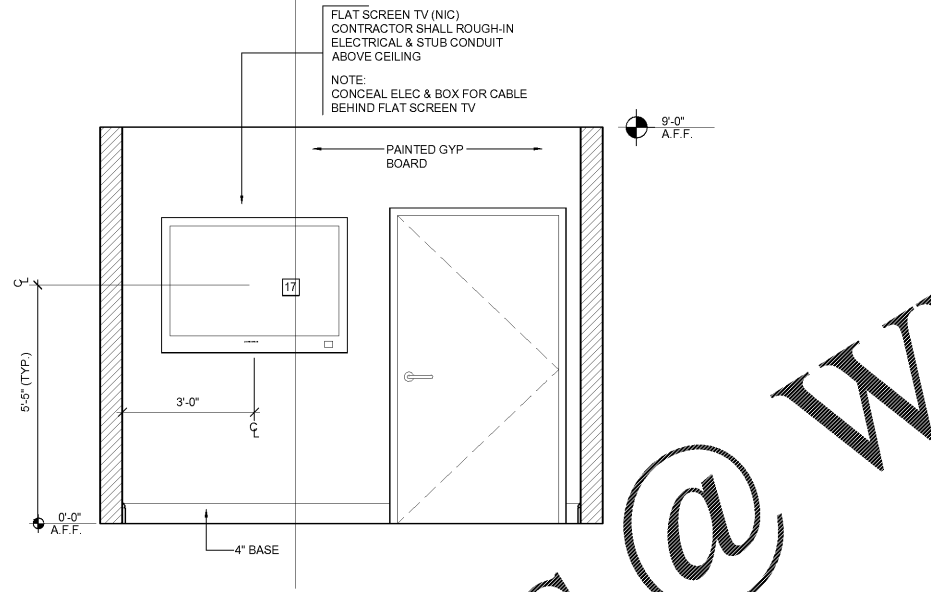 FLAT SCREEN TV (NIC)
CONTRACTOR SHALL ROUGH-IN
ELECTRICAL & STUB CONDUIT
ABOVE CEILING
NOTE:
CONCEAL ELEC & BOX FOR CABLE
BEHIND FLAT SCREEN TV
9'-0"
A.F.F.
PAINTED GYP
BOARD
17
CL
5'-5" (TYP.)
3'-0"
CL
0'-0"
A.F.F.
4" BASE
@ W